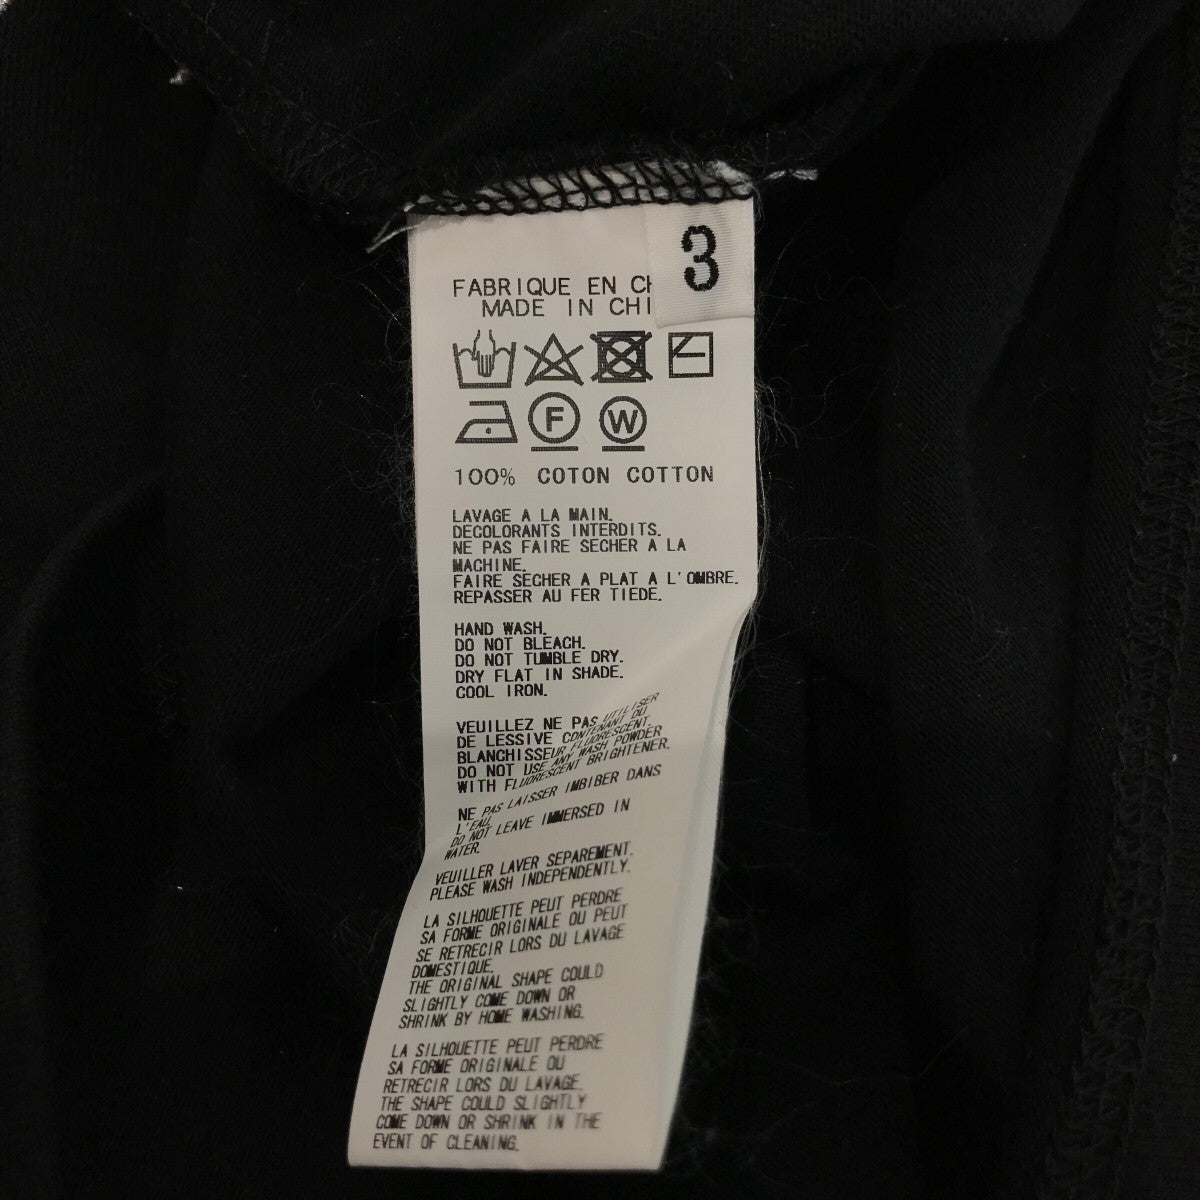 3
FABRIQUE EN CH
MADE IN CHI
F W
100% COTON COTTON
LAVAGE A LA MAIN.
DECOLORANTS INTERDITS.
NE PAS FAIRE SECHER A LA
MACHINE.
FAIRE SECHER A PLAT A L'OMBRE.
REPASSER AU FER TIEDE.
HAND WASH.
DO NOT BLEACH.
DO NOT TUMBLE DRY.
DRY FLAT IN SHADE.
COOL IRON.
VEUILLEZ NE PAS UTILISER
DE LESSIVE CONTENANT DU
BLANCHISSEUR FLUORESCENT.
DO NOT USE ANY WASH POWDER
WITH FLUORESCENT BRIGHTENER.
NE PAS LAISSER IMBIBER DANS
L'EAU.
DO NOT LEAVE IMMERSED IN
WATER.
VEUILLER LAVER SEPAREMENT.
PLEASE WASH INDEPENDENTLY.
LA SILHOUETTE PEUT PERDRE
SA FORME ORIGINALE OU PEUT
SE RETRECIR LORS DU LAVAGE
DOMESTIQUE.
THE ORIGINAL SHAPE COULD
SLIGHTLY COME DOWN OR
SHRINK BY HOME WASHING.
LA SILHOUETTE PEUT PERDRE
SA FORME ORIGINALE OU
RETRECIR LORS DU LAVAGE.
THE SHAPE COULD SLIGHTLY
COME DOWN OR SHRINK IN THE
EVENT OF CLEANING.